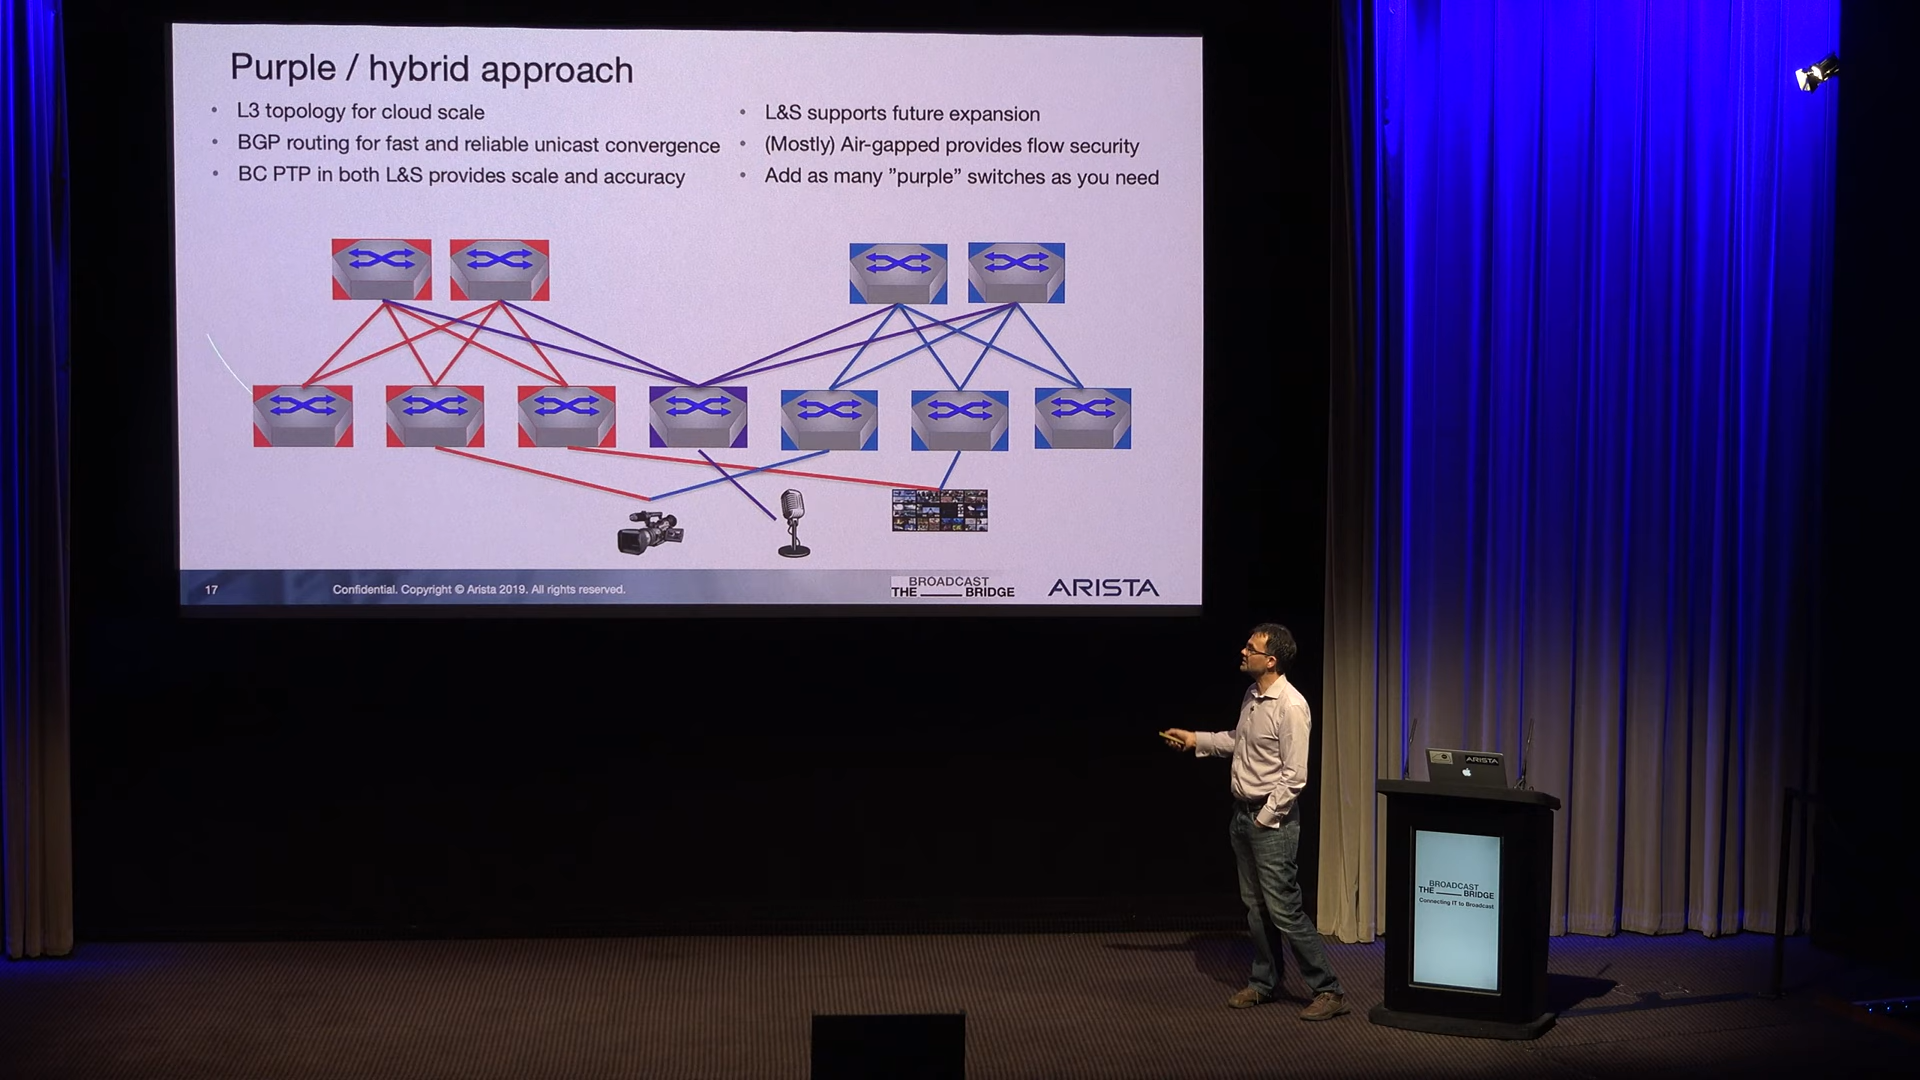 Purple / hybrid approach
• L3 topology for cloud scale
• BGP routing for fast and reliable unicast convergence
• BC PTP in both L&S provides scale and accuracy
• L&S supports future expansion
• (Mostly) Air-gapped provides flow security
• Add as many ”purple” switches as you need
17
Confidential. Copyright © Arista 2019. All rights reserved.
BROADCAST
THE BRIDGE
ARISTA
ARISTA
BROADCAST
THE BRIDGE
Connecting IT to Broadcast